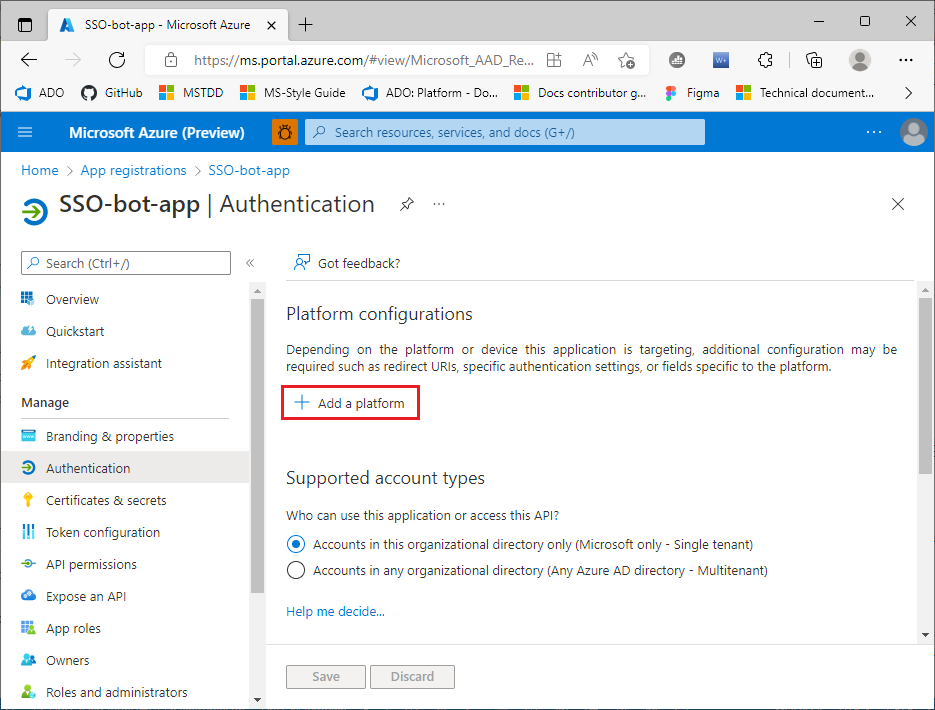 SSO-bot-app - Microsoft Azure
https://ms.portal.azure.com/#view/Microsoft_AAD_Re...
ADO GitHub MSTDD MS-Style Guide ADO: Platform - Do... Docs contributor g... Figma Technical document...
Microsoft Azure (Preview) Search resources, services, and docs (G+/)
Home > App registrations > SSO-bot-app
SSO-bot-app | Authentication
Search (Ctrl+/)
Overview
Quickstart
Integration assistant
Manage
Branding & properties
Authentication
Certificates & secrets
Token configuration
API permissions
Expose an API
App roles
Owners
Roles and administrators
Got feedback?
Platform configurations
Depending on the platform or device this application is targeting, additional configuration may be
required such as redirect URIs, specific authentication settings, or fields specific to the platform.
Add a platform
Supported account types
Who can use this application or access this API?
Accounts in this organizational directory only (Microsoft only - Single tenant)
Accounts in any organizational directory (Any Azure AD directory - Multitenant)
Help me decide...
Save Discard